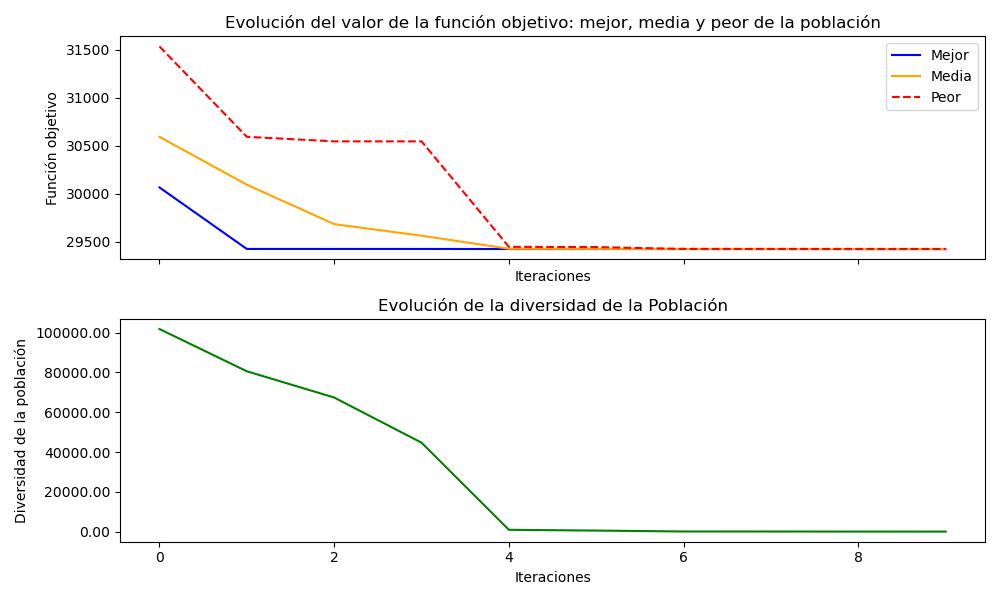 Evolución del valor de la función objetivo: mejor, media y peor de la población
31500
31000
30500
30000
29500
Función objetivo
Mejor
Media
Peor
Iteraciones
Evolución de la diversidad de la Población
100000.00
80000.00
60000.00
40000.00
20000.00
0.00
Diversidad de la población
0 2 4 6 8
Iteraciones